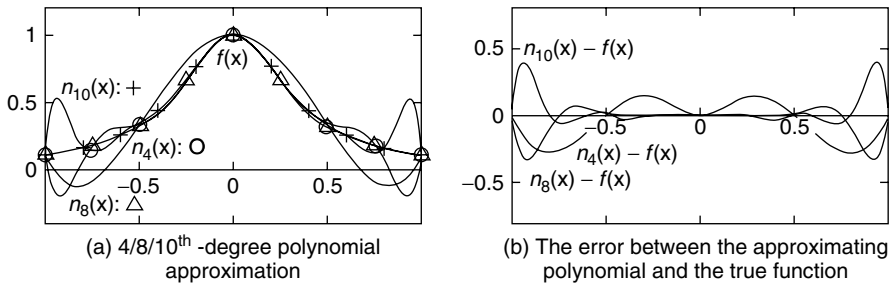 1
f(x)
n10(x): +
0.5
n4(x): O
0
−0.5
0
0.5
n8(x): △
(a) 4/8/10th -degree polynomial
approximation
0.5
n10(x) − f(x)
0
−0.5
0
0.5
n4(x) − f(x)
n8(x) − f(x)
−0.5
(b) The error between the approximating
polynomial and the true function